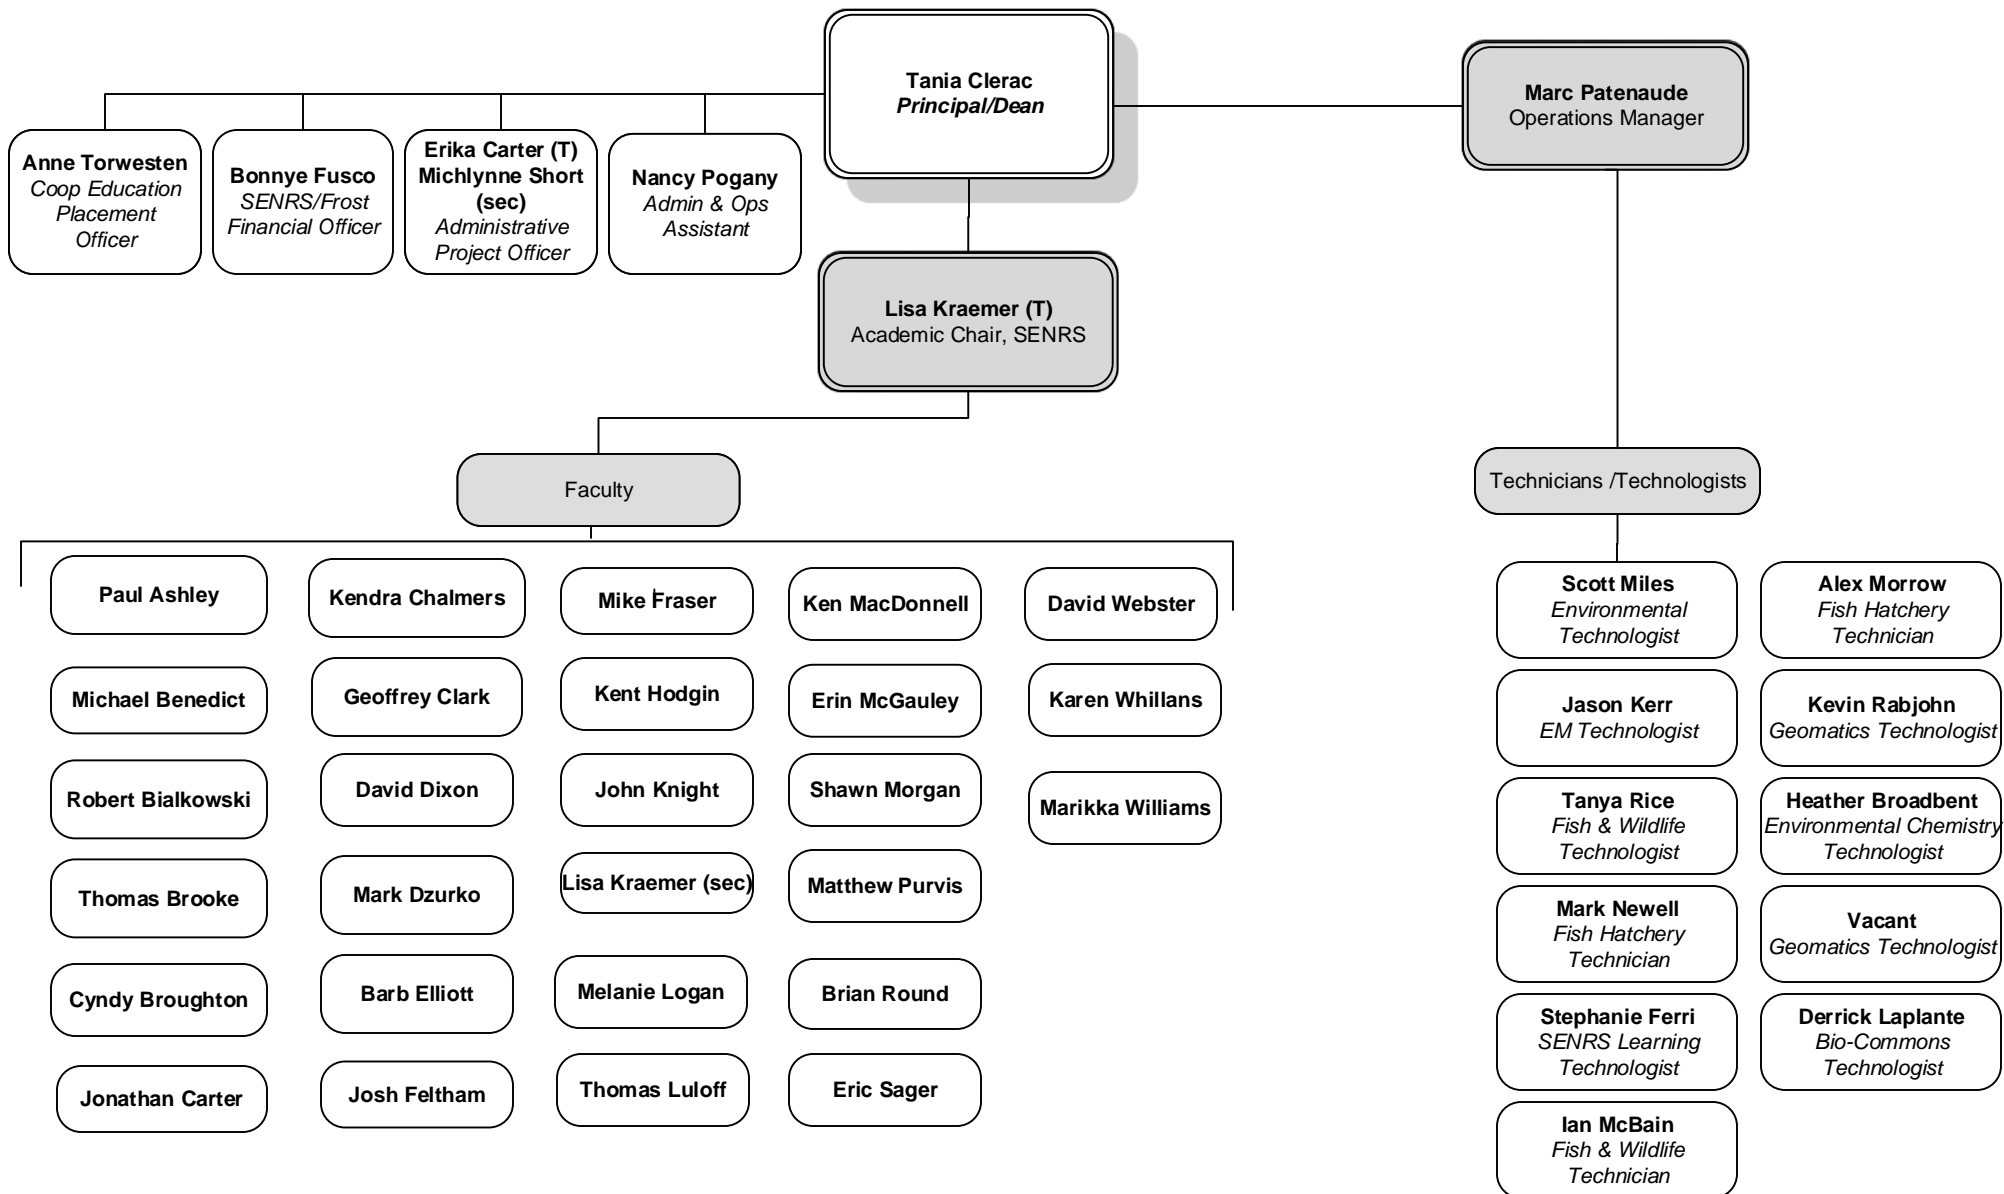 Tania Clerac
Principal/Dean
Marc Patenaude
Operations Manager
Anne Torwesten
Coop Education
Placement
Officer
Bonnye Fusco
SENRS/Frost
Financial Officer
Erika Carter (T)
Michlynne Short
(sec)
Administrative
Project Officer
Nancy Pogany
Admin & Ops
Assistant
Lisa Kraemer (T)
Academic Chair, SENRS
Faculty
Technicians /Technologists
Paul Ashley
Michael Benedict
Robert Bialkowski
Thomas Brooke
Cyndy Broughton
Jonathan Carter
Kendra Chalmers
Geoffrey Clark
David Dixon
Mark Dzurko
Barb Elliott
Josh Feltham
Mike Fraser
Kent Hodgin
John Knight
Lisa Kraemer (sec)
Melanie Logan
Thomas Luloff
Ken MacDonnell
Erin McGauley
Shawn Morgan
Matthew Purvis
Brian Round
Eric Sager
David Webster
Karen Whillans
Marikka Williams
Scott Miles
Environmental
Technologist
Jason Kerr
EM Technologist
Tanya Rice
Fish & Wildlife
Technologist
Mark Newell
Fish Hatchery
Technician
Stephanie Ferri
SENRS Learning
Technologist
Ian McBain
Fish & Wildlife
Technician
Alex Morrow
Fish Hatchery
Technician
Kevin Rabjohn
Geomatics Technologist
Heather Broadbent
Environmental Chemistry
Technologist
Vacant
Geomatics Technologist
Derrick Laplante
Bio-Commons
Technologist